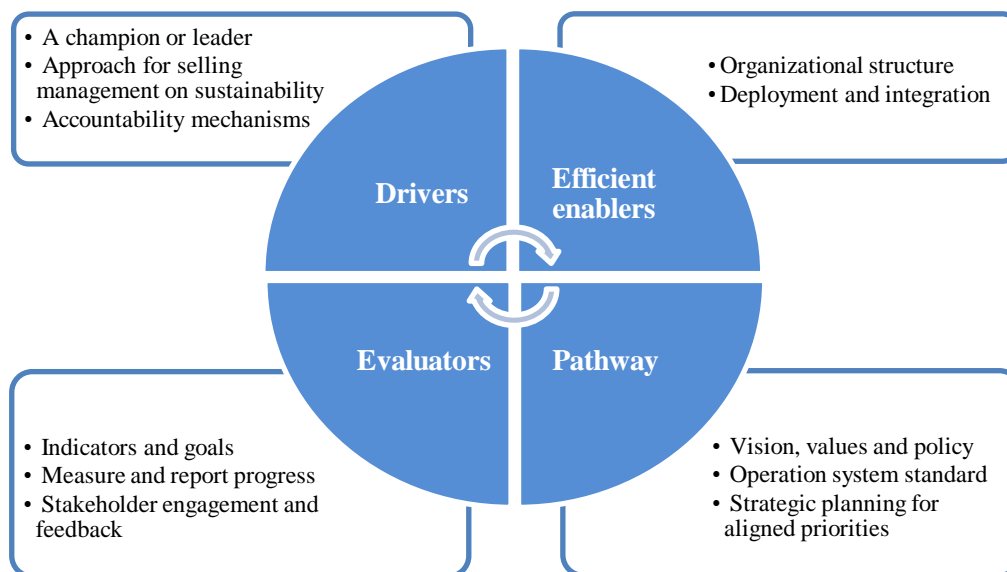 • A champion or leader
• Approach for selling
management on sustainability
• Accountability mechanisms
• Organizational structure
• Deployment and integration
Drivers
Efficient
enablers
Evaluators
Pathway
• Indicators and goals
• Measure and report progress
• Stakeholder engagement and
feedback
• Vision, values and policy
• Operation system standard
• Strategic planning for
aligned priorities